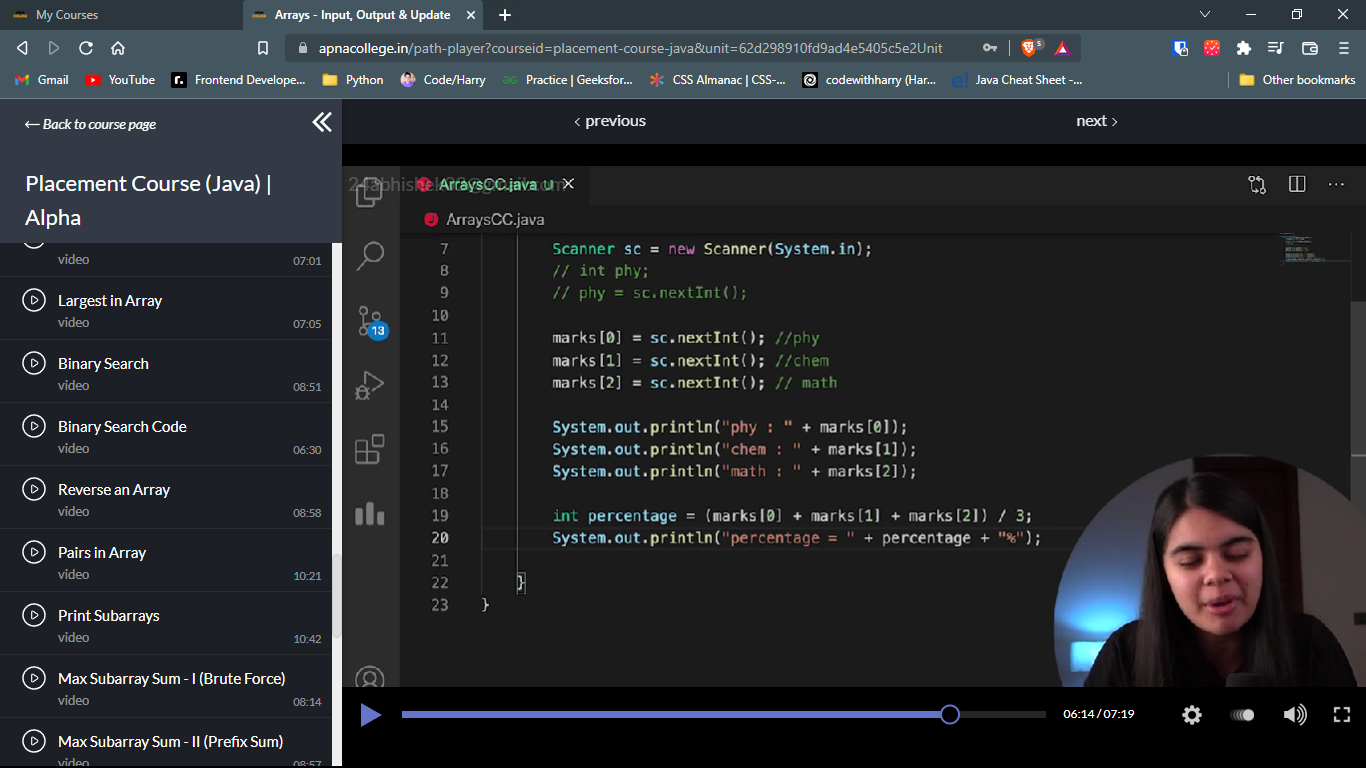 My Courses
Arrays - Input, Output & Update
apnacollege.in/path-player?courseid=placement-course-java&unit=62d298910fd9ad4e5405c5e2Unit
5
Gmail
YouTube
Frontend Develope...
Python
Code/Harry
Practice | Geeksfor...
CSS Almanac | CSS-...
codewithharry (Har...
Java Cheat Sheet -...
Other bookmarks
← Back to course page
‹ previous
next ›
Placement Course (Java) |
Alpha
video
07:01
Largest in Array
video
07:05
Binary Search
video
08:51
Binary Search Code
video
06:30
Reverse an Array
video
08:58
Pairs in Array
video
10:21
Print Subarrays
video
10:42
Max Subarray Sum - I (Brute Force)
video
08:14
Max Subarray Sum - II (Prefix Sum)
video
08:57
ArraysCC.java U
ArraysCC.java
13
7 Scanner sc = new Scanner(System.in);
8 // int phy;
9 // phy = sc.nextInt();
10
11 marks[0] = sc.nextInt(); //phy
12 marks[1] = sc.nextInt(); //chem
13 marks[2] = sc.nextInt(); // math
14
15 System.out.println("phy : " + marks[0]);
16 System.out.println("chem : " + marks[1]);
17 System.out.println("math : " + marks[2]);
18
19 int percentage = (marks[0] + marks[1] + marks[2]) / 3;
20 System.out.println("percentage = " + percentage + "%");
21
22 }
23 }
06:14 / 07:19